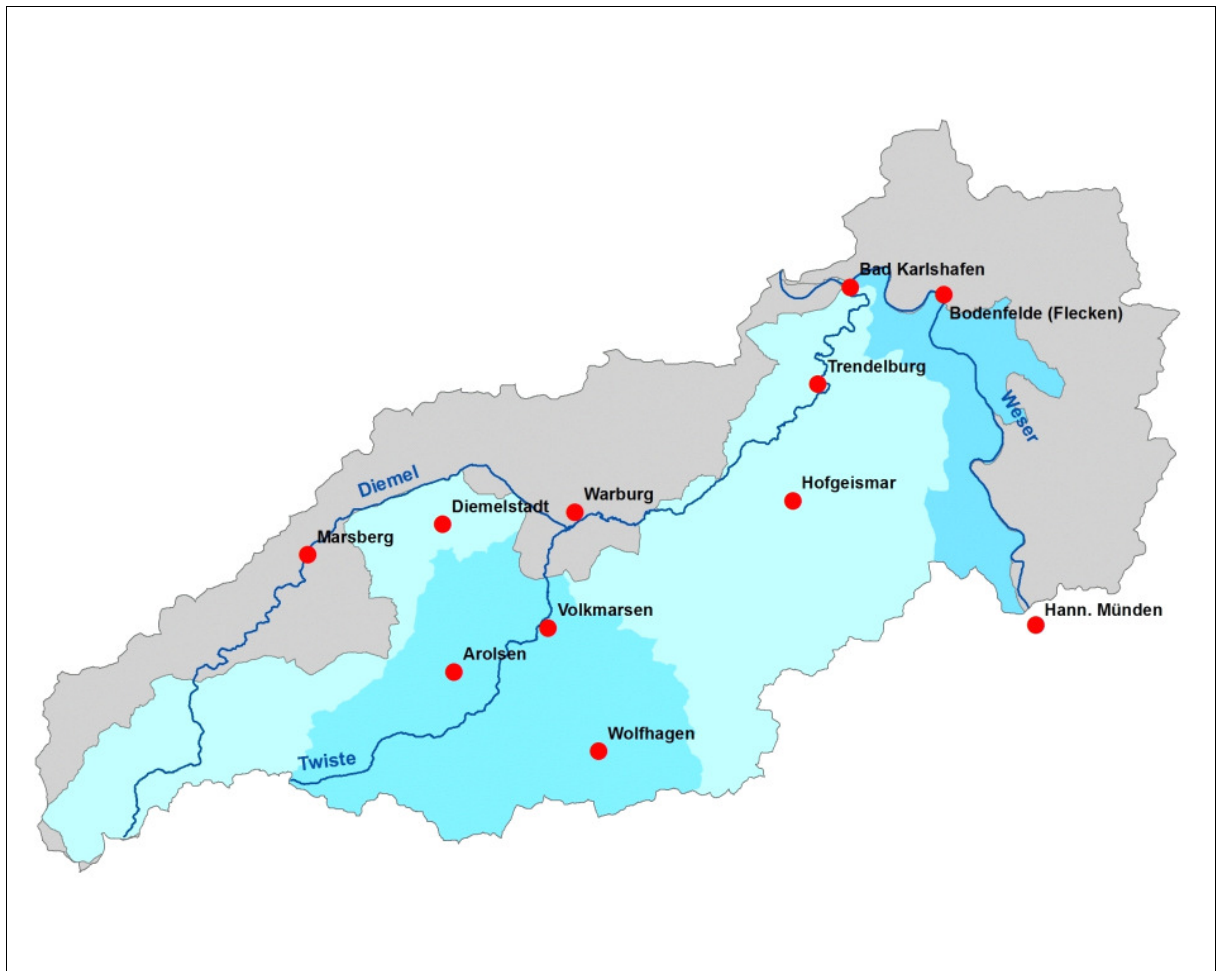 Bad Karlshafen
Bodenfelde (Flecken)
Trendelburg
Weser
Diemel
Hofgeismar
Warburg
Diemelstadt
Marsberg
Volkmarsen
Hann. Münden
Arolsen
Wolfhagen
Twiste